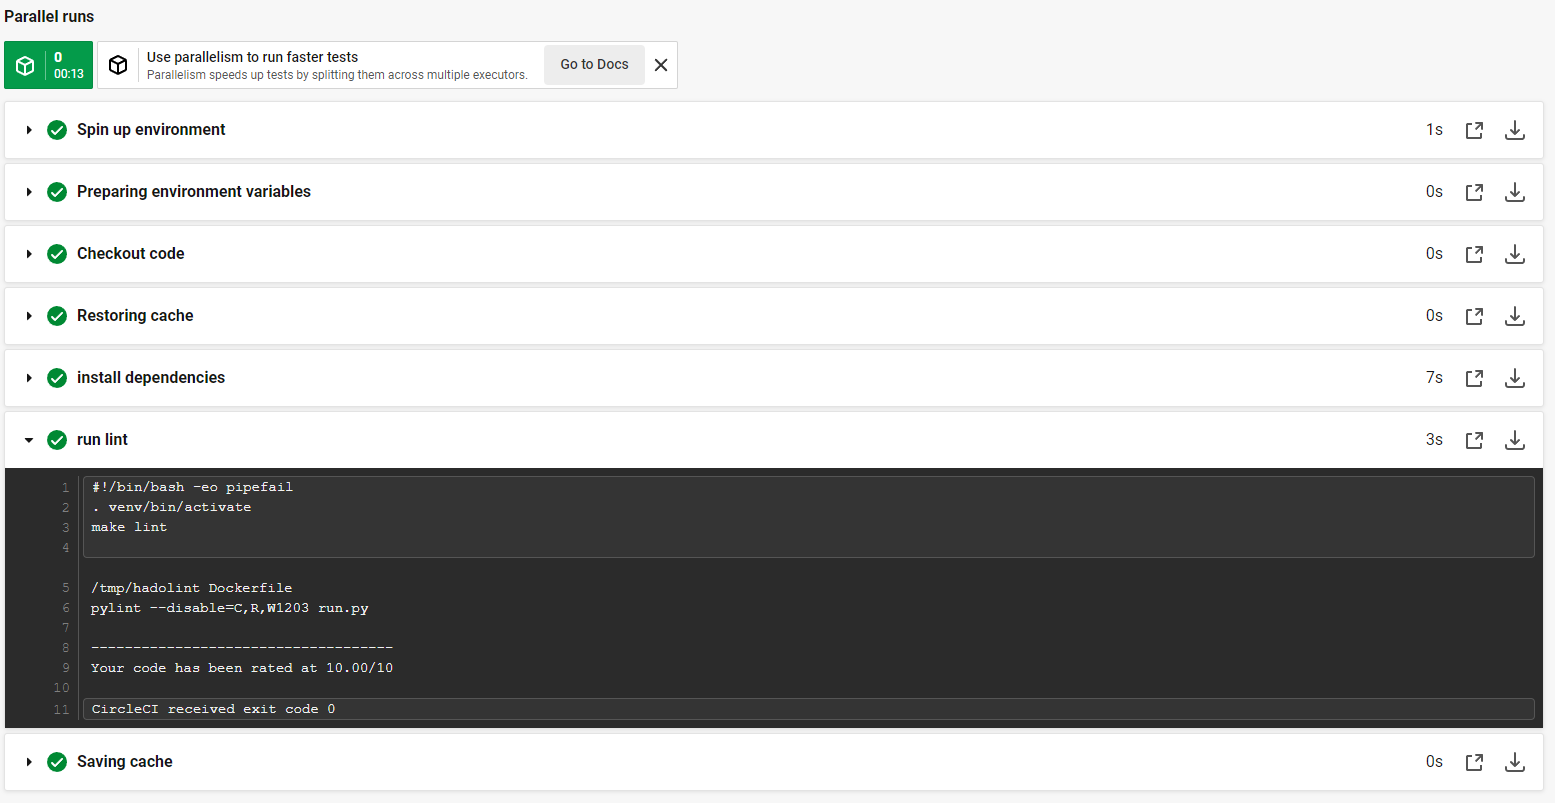 Parallel runs
0
00:13
Use parallelism to run faster tests
Parallelism speeds up tests by splitting them across multiple executors.
Go to Docs
Spin up environment 1s
Preparing environment variables 0s
Checkout code 0s
Restoring cache 0s
install dependencies 7s
run lint 3s
1 #!/bin/bash -eo pipefail
2 . venv/bin/activate
3 make lint
4
5 /tmp/hadolint Dockerfile
6 pylint --disable=C,R,W1203 run.py
7
8 ------------------------------------
9 Your code has been rated at 10.00/10
10
11 CircleCI received exit code 0
Saving cache 0s